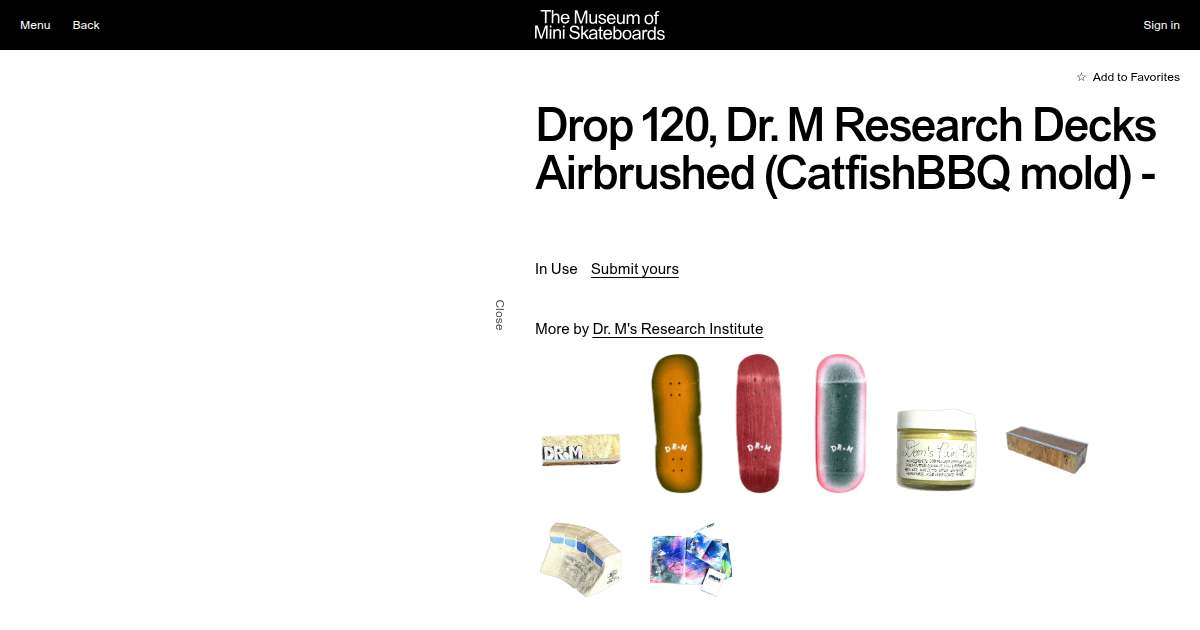 Menu
Back
The Museum of
Mini Skateboards
Sign in
☆ Add to Favorites
Drop 120, Dr. M Research Decks
Airbrushed (CatfishBBQ mold) -
In Use
Submit yours
Close
More by Dr. M's Research Institute
DR.M
DR•M
DR•M
DR•M